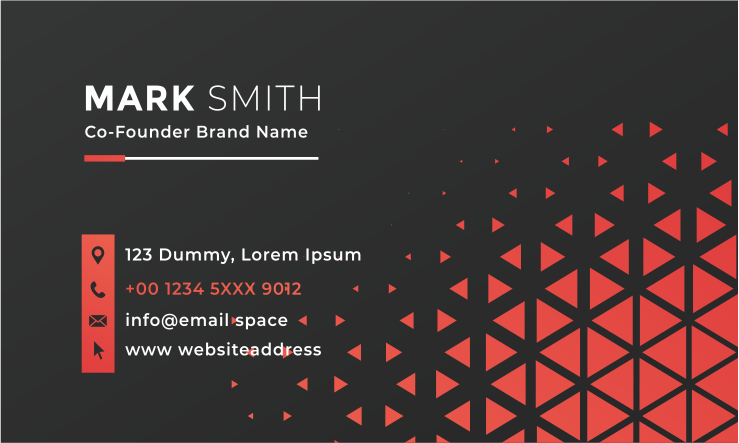 MARK SMITH
Co-Founder Brand Name
123 Dummy, Lorem Ipsum
+00 1234 5XXX 9012
info@email space
www websiteaddress